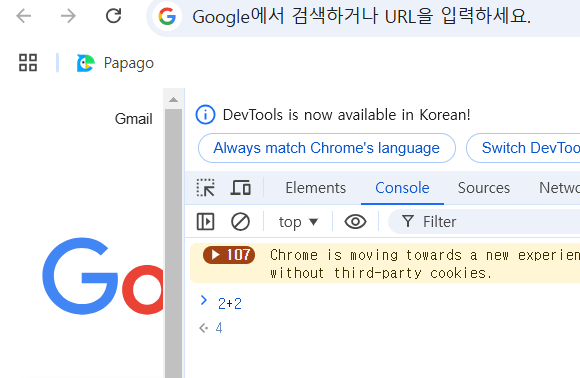 Google에서 검색하거나 URL을 입력하세요.
Papago
Gmail
DevTools is now available in Korean!
Always match Chrome's language
Switch DevToo
Elements Console Sources Netw
top Filter
107 Chrome is moving towards a new experien
without third-party cookies.
2+2
4
Go